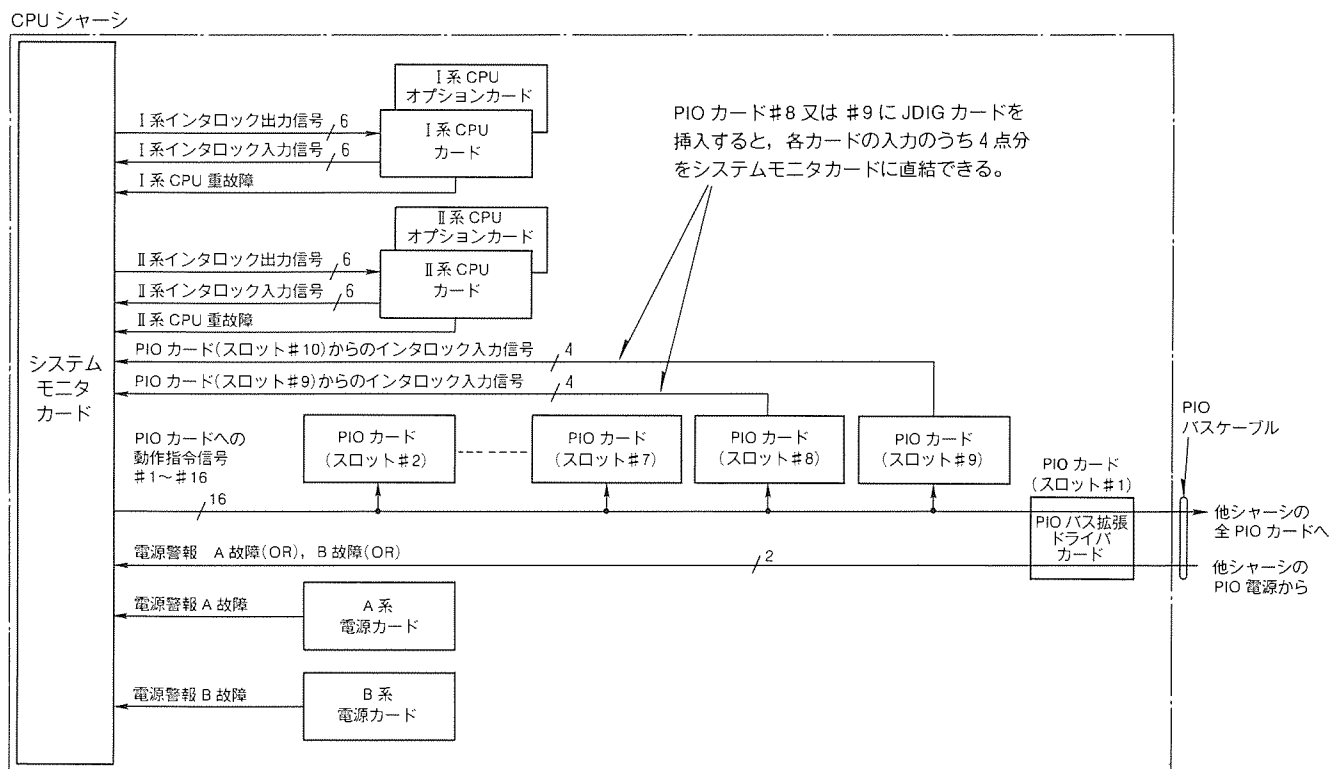 CPU シャーシ
I 系 CPU
オプションカード
I 系 CPU
カード
I 系インタロック出力信号 6
I 系インタロック入力信号 6
I 系 CPU 重故障
PIO カード#8 又は #9 に JDIG カードを
挿入すると，各カードの入力のうち 4 点分
をシステムモニタカードに直結できる。
II 系 CPU
オプションカード
II 系 CPU
カード
II 系インタロック出力信号 6
II 系インタロック入力信号 6
II 系 CPU 重故障
システム
モニタ
カード
PIO カード(スロット#10)からのインタロック入力信号 4
PIO カード(スロット#9)からのインタロック入力信号 4
PIO カードへの
動作指令信号
#1～#16
16
PIO カード
(スロット#2)
PIO カード
(スロット#7)
PIO カード
(スロット#8)
PIO カード
(スロット#9)
PIO カード
(スロット#1)
PIO バス拡張
ドライバ
カード
PIO
バスケーブル
他シャーシの
全 PIO カードへ
電源警報 A 故障(OR)，B 故障(OR) 2
他シャーシの
PIO 電源から
電源警報 A 故障
A 系
電源カード
電源警報 B 故障
B 系
電源カード